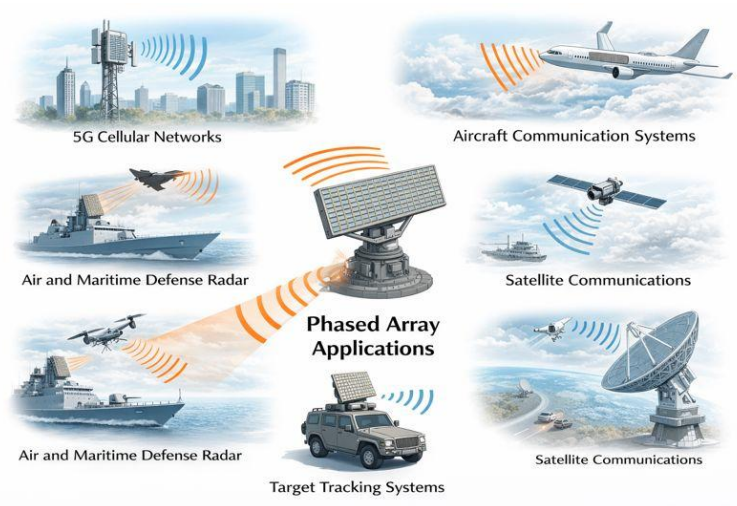 5G Cellular Networks
Aircraft Communication Systems
Air and Maritime Defense Radar
Satellite Communications
Phased Array
Applications
Air and Maritime Defense Radar
Target Tracking Systems
Satellite Communications